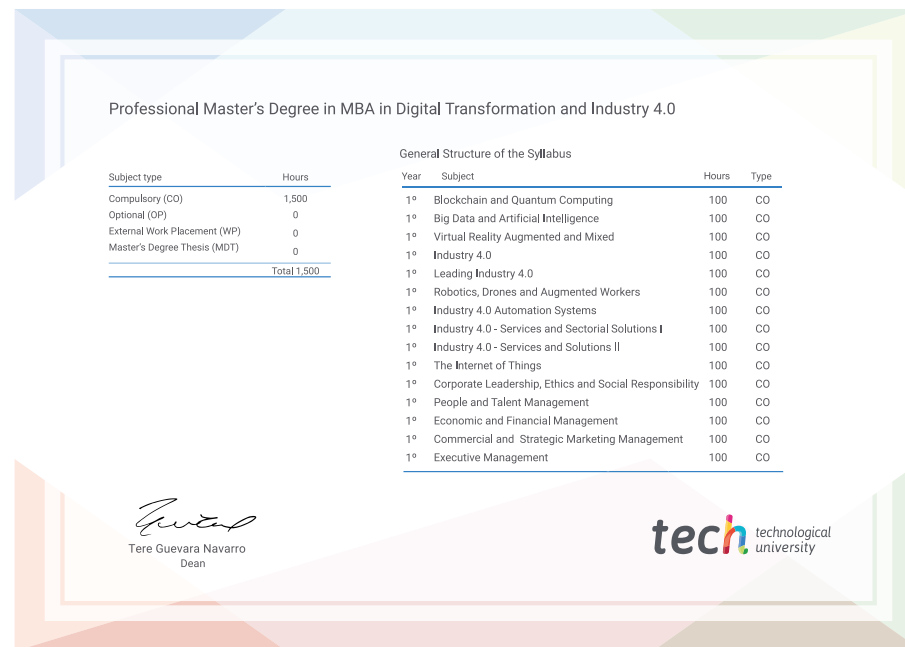 Professional Master's Degree in MBA in Digital Transformation and Industry 4.0
Subject type Hours
Compulsory (CO) 1,500
Optional (OP) 0
External Work Placement (WP) 0
Master's Degree Thesis (MDT) 0
Total 1,500
General Structure of the Syllabus
Year Subject Hours Type
1º Blockchain and Quantum Computing 100 CO
1º Big Data and Artificial Intelligence 100 CO
1º Virtual Reality Augmented and Mixed 100 CO
1º Industry 4.0 100 CO
1º Leading Industry 4.0 100 CO
1º Robotics, Drones and Augmented Workers 100 CO
1º Industry 4.0 Automation Systems 100 CO
1º Industry 4.0 - Services and Sectorial Solutions I 100 CO
1º Industry 4.0 - Services and Solutions II 100 CO
1º The Internet of Things 100 CO
1º Corporate Leadership, Ethics and Social Responsibility 100 CO
1º People and Talent Management 100 CO
1º Economic and Financial Management 100 CO
1º Commercial and Strategic Marketing Management 100 CO
1º Executive Management 100 CO
Tere Guevara Navarro
Dean
tech technological
university